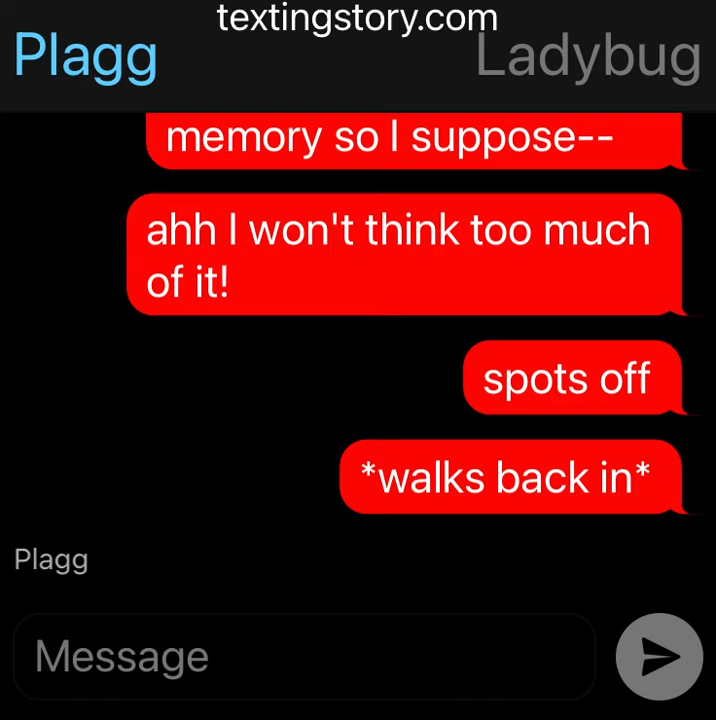 textingstory.com
Plagg
Ladybug
memory so I suppose--
ahh I won't think too much
of it!
spots off
*walks back in*
Plagg
Message